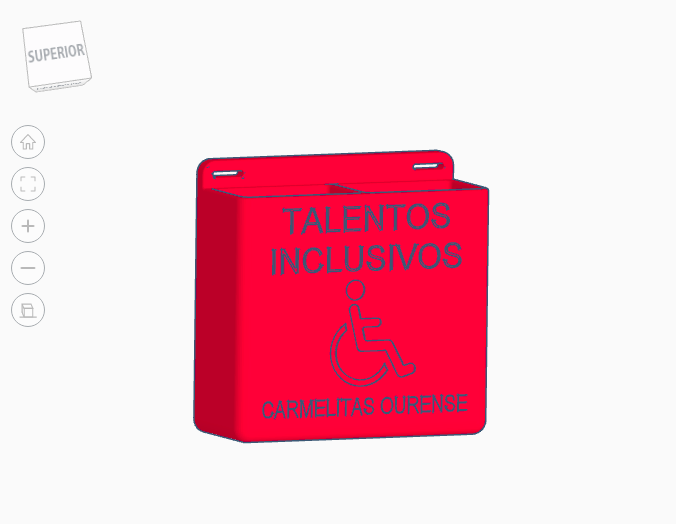 SUPERIOR
TALENTOS
INCLUSIVOS
CARMELITAS OURENSE